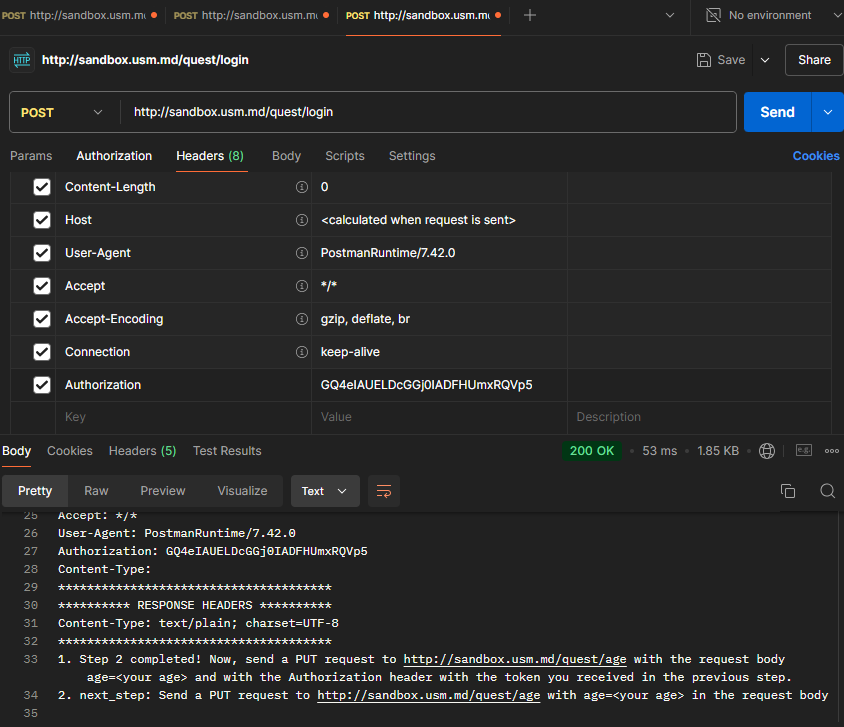 POST http://sandbox.usm.m
POST http://sandbox.usm.m
POST http://sandbox.usm.m
No environment
HTTP http://sandbox.usm.md/quest/login
Save
Share
POST
http://sandbox.usm.md/quest/login
Send
Params Authorization Headers (8) Body Scripts Settings Cookies
Content-Length 0
Host <calculated when request is sent>
User-Agent PostmanRuntime/7.42.0
Accept */*
Accept-Encoding gzip, deflate, br
Connection keep-alive
Authorization GQ4eIAUELDcGGj0IADFHUmxRQVp5
Key Value Description
Body Cookies Headers (5) Test Results 200 OK • 53 ms • 1.85 KB
Pretty Raw Preview Visualize Text
25 Accept: */*
26 User-Agent: PostmanRuntime/7.42.0
27 Authorization: GQ4eIAUELDcGGj0IADFHUmxRQVp5
28 Content-Type:
29 **************************************
30 ********** RESPONSE HEADERS **********
31 Content-Type: text/plain; charset=UTF-8
32 **************************************
33 1. Step 2 completed! Now, send a PUT request to http://sandbox.usm.md/quest/age with the request body
age=<your age> and with the Authorization header with the token you received in the previous step.
34 2. next_step: Send a PUT request to http://sandbox.usm.md/quest/age with age=<your age> in the request body
35